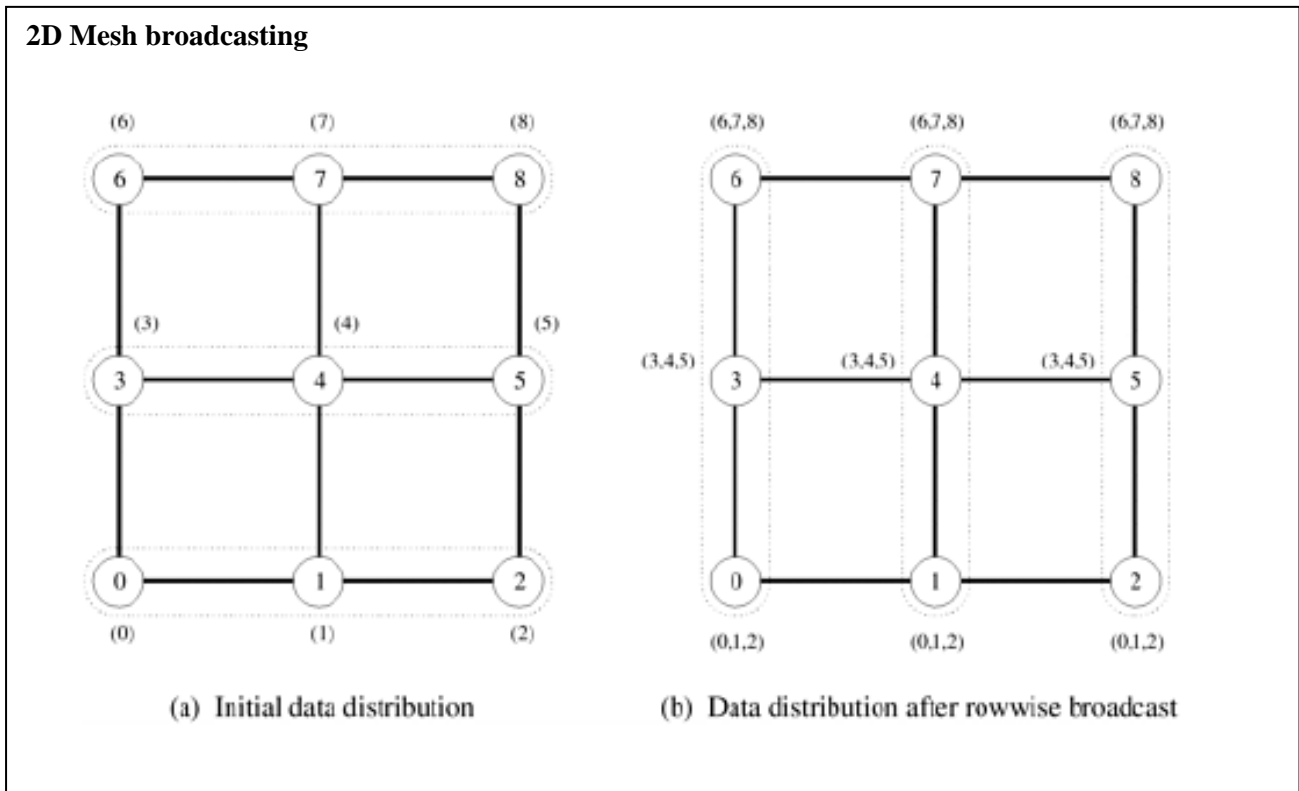 2D Mesh broadcasting
(6) (7) (8)
6 7 8
(3) (4) (5)
3 4 5
0 1 2
(0) (1) (2)
(a) Initial data distribution
(6,7,8) (6,7,8) (6,7,8)
6 7 8
(3,4,5) (3,4,5) (3,4,5)
3 4 5
0 1 2
(0,1,2) (0,1,2) (0,1,2)
(b) Data distribution after rowwise broadcast